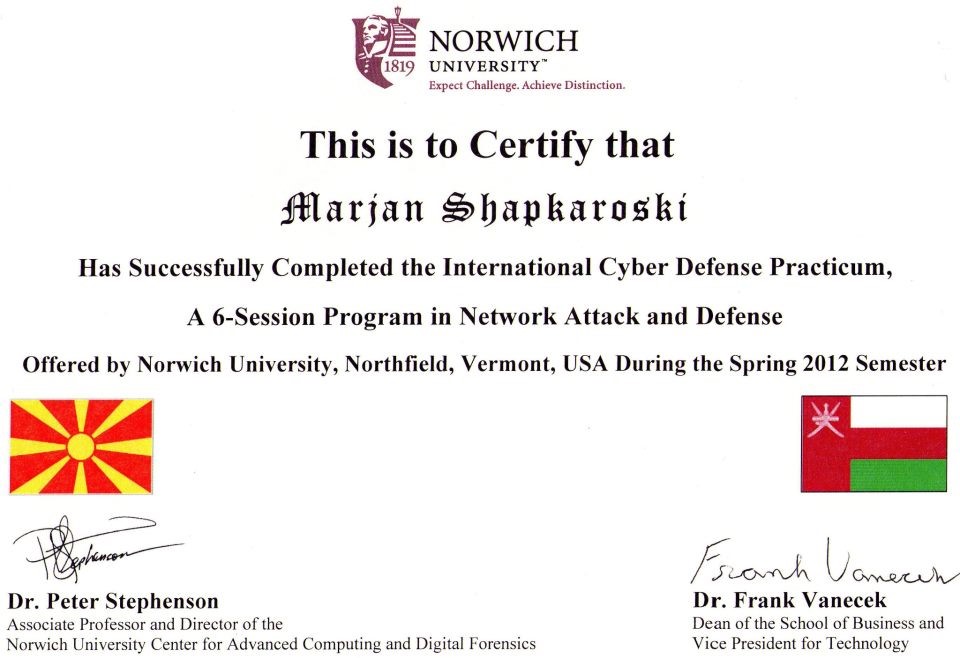 1819
NORWICH
UNIVERSITY™
Expect Challenge. Achieve Distinction.
This is to Certify that
Marjan Shapkaroski
Has Successfully Completed the International Cyber Defense Practicum,
A 6-Session Program in Network Attack and Defense
Offered by Norwich University, Northfield, Vermont, USA During the Spring 2012 Semester
P Stephenson
Dr. Peter Stephenson
Associate Professor and Director of the
Norwich University Center for Advanced Computing and Digital Forensics
Frank Vanecek
Dr. Frank Vanecek
Dean of the School of Business and
Vice President for Technology